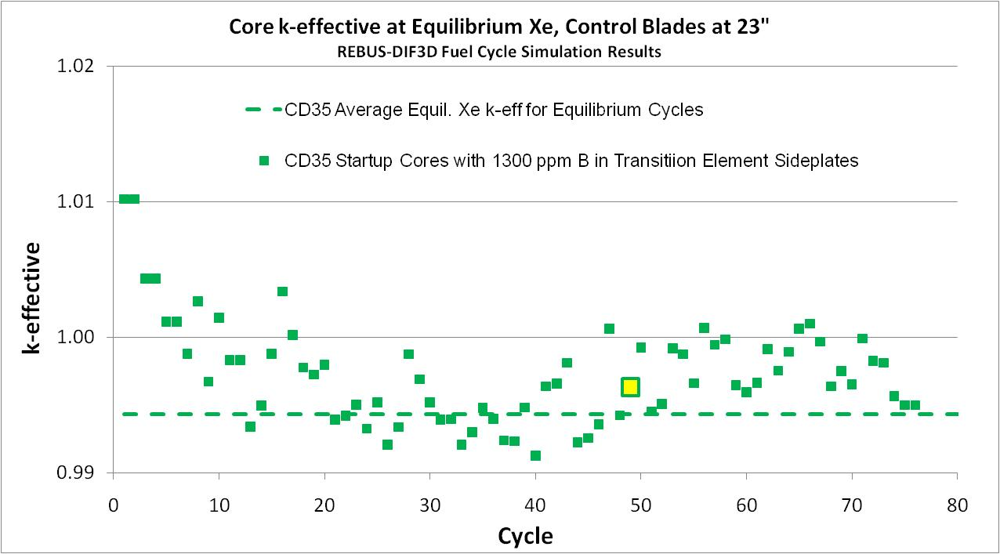 Core k-effective at Equilibrium Xe, Control Blades at 23"
REBUS-DIF3D Fuel Cycle Simulation Results
1.02
CD35 Average Equil. Xe k-eff for Equilibrium Cycles
CD35 Startup Cores with 1300 ppm B in Transitiion Element Sideplates
1.01
k-effective
1.00
0.99
0 10 20 30 40 50 60 70 80
Cycle